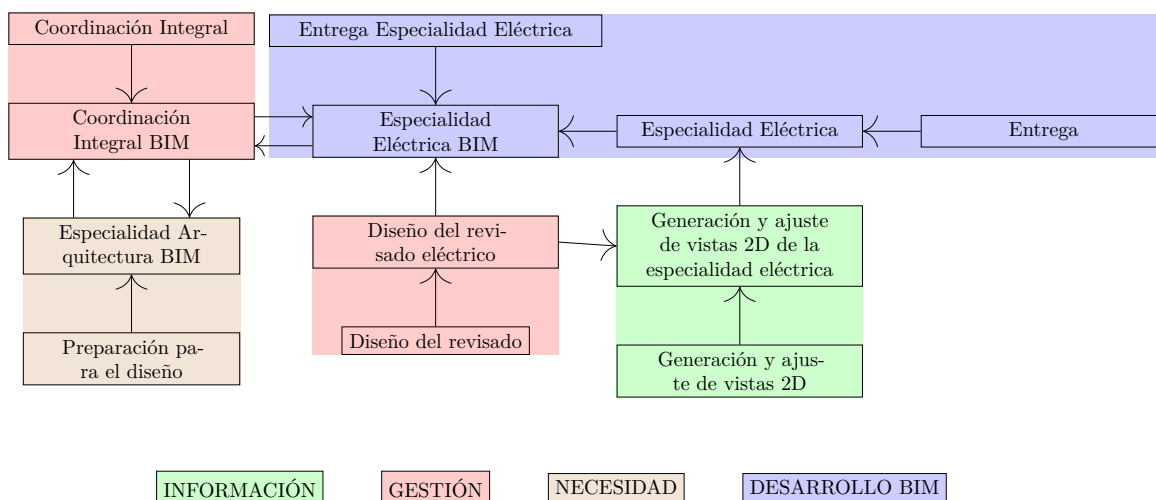 Coordinación Integral
Entrega Especialidad Eléctrica
Coordinación
Integral BIM
Especialidad
Eléctrica BIM
Especialidad Eléctrica
Entrega
Especialidad Ar-
quitectura BIM
Diseño del revi-
sado eléctrico
Generación y ajuste
de vistas 2D de la
especialidad eléctrica
Preparación pa-
ra el diseño
Diseño del revisado
Generación y ajus-
te de vistas 2D
INFORMACIÓN
GESTIÓN
NECESIDAD
DESARROLLO BIM